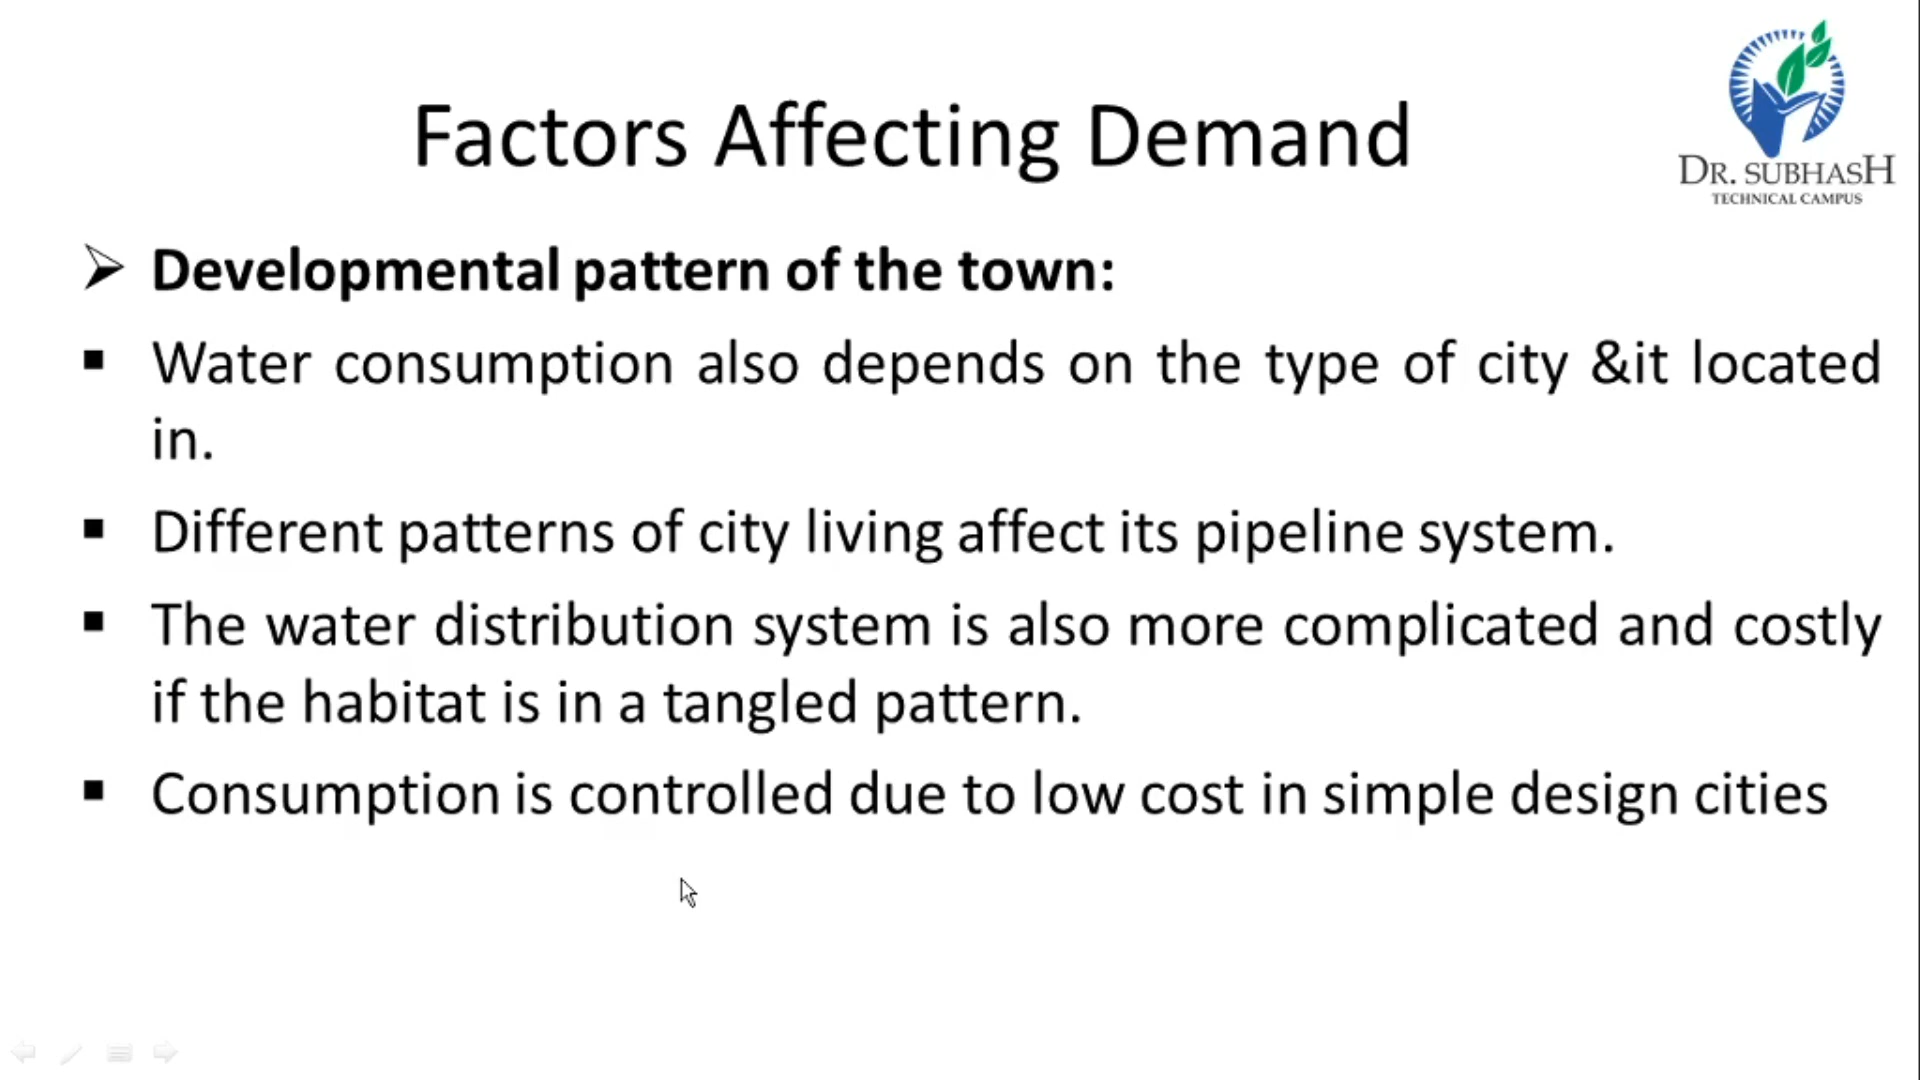 DR. SUBHASH
TECHNICAL CAMPUS
Factors Affecting Demand
Developmental pattern of the town:
Water consumption also depends on the type of city &it located
in.
Different patterns of city living affect its pipeline system.
The water distribution system is also more complicated and costly
if the habitat is in a tangled pattern.
Consumption is controlled due to low cost in simple design cities